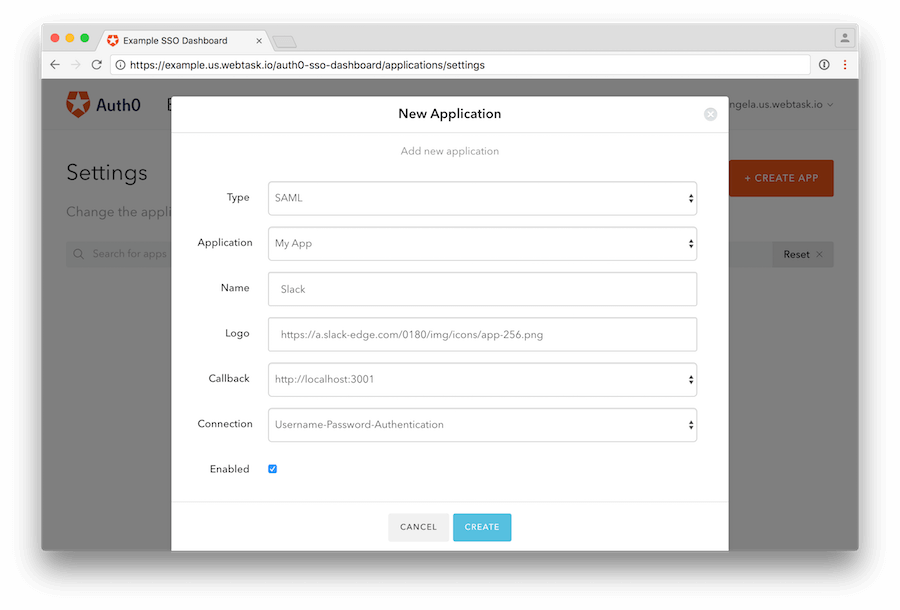 Example SSO Dashboard
https://example.us.webtask.io/auth0-sso-dashboard/applications/settings
Auth0
ngela.us.webtask.io
New Application
Add new application
Settings
+ CREATE APP
Change the appli
Search for apps
Reset
Type
SAML
Application
My App
Name
Slack
Logo
https://a.slack-edge.com/0180/img/icons/app-256.png
Callback
http://localhost:3001
Connection
Username-Password-Authentication
Enabled
CANCEL
CREATE